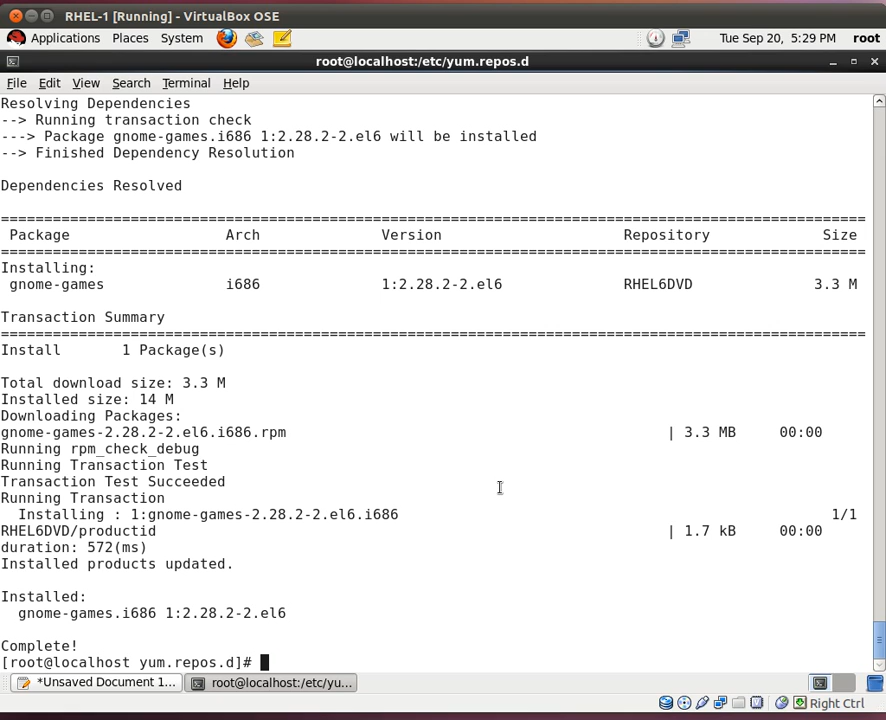 RHEL-1 [Running] - VirtualBox OSE
Applications Places System Tue Sep 20, 5:29 PM root
root@localhost:/etc/yum.repos.d
File Edit View Search Terminal Help
Resolving Dependencies
--> Running transaction check
---> Package gnome-games.i686 1:2.28.2-2.el6 will be installed
--> Finished Dependency Resolution
Dependencies Resolved
================================================================================
Package Arch Version Repository Size
================================================================================
Installing:
gnome-games i686 1:2.28.2-2.el6 RHEL6DVD 3.3 M
Transaction Summary
================================================================================
Install 1 Package(s)
Total download size: 3.3 M
Installed size: 14 M
Downloading Packages:
gnome-games-2.28.2-2.el6.i686.rpm | 3.3 MB 00:00
Running rpm_check_debug
Running Transaction Test
Transaction Test Succeeded
Running Transaction
Installing : 1:gnome-games-2.28.2-2.el6.i686 1/1
RHEL6DVD/productid | 1.7 kB 00:00
duration: 572(ms)
Installed products updated.
Installed:
gnome-games.i686 1:2.28.2-2.el6
Complete!
[root@localhost yum.repos.d]#
*Unsaved Document 1... root@localhost:/etc/yu...
Right Ctrl